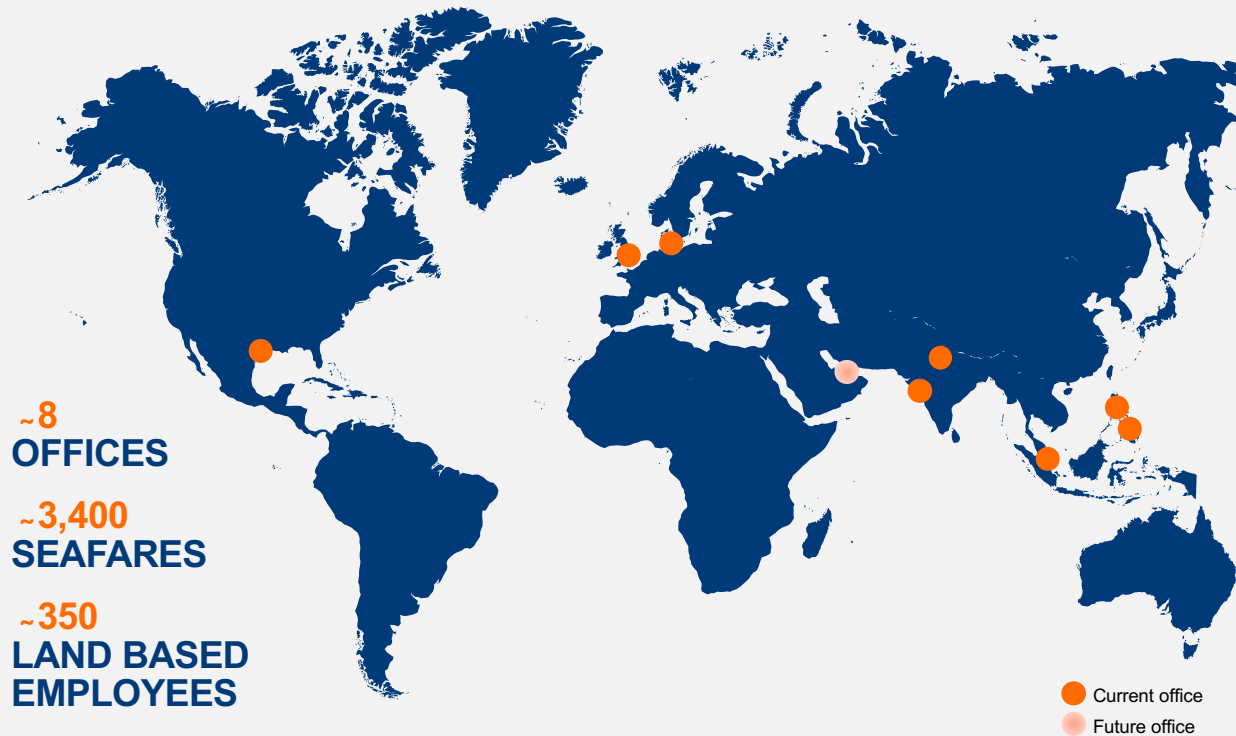 ~8
OFFICES
~3,400
SEAFARES
~350
LAND BASED
EMPLOYEES
Current office
Future office